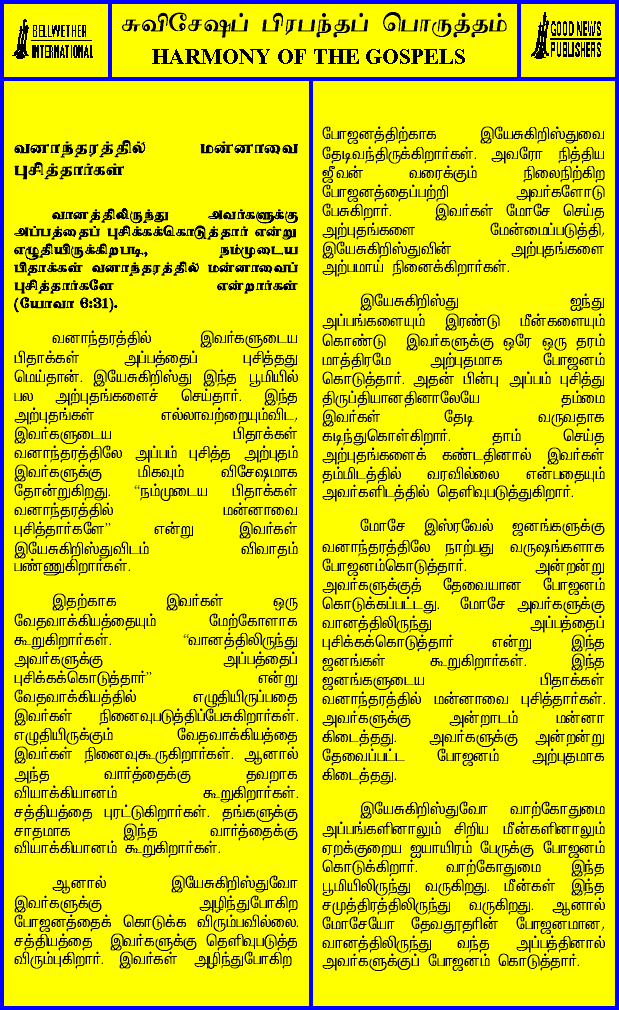 BELLWETHER
INTERNATIONAL
சுவிசேஷப் பிரபந்தப் பொருத்தம்
HARMONY OF THE GOSPELS
GOOD NEWS
PUBLISHERS
வனாந்தரத்தில் மன்னாவை
புசித்தார்கள்
வானத்திலிருந்து அவர்களுக்கு
அப்பத்தைப் புசிக்கக்கொடுத்தார் என்று
எழுதியிருக்கிறபடி, நம்முடைய
பிதாக்கள் வனாந்தரத்தில் மன்னாவைப்
புசித்தார்களே என்றார்கள்
(யோவா 6:31).
வனாந்தரத்தில் இவர்களுடைய
பிதாக்கள் அப்பத்தைப் புசித்தது
மெய்தான். இயேசுகிறிஸ்து இந்த பூமியில்
பல அற்புதங்களைச் செய்தார். இந்த
அற்புதங்கள் எல்லாவற்றையும்விட,
இவர்களுடைய பிதாக்கள்
வனாந்தரத்திலே அப்பம் புசித்த அற்புதம்
இவர்களுக்கு மிகவும் விசேஷமாக
தோன்றுகிறது. “நம்முடைய பிதாக்கள்
வனாந்தரத்தில் மன்னாவை
புசித்தார்களே” என்று இவர்கள்
இயேசுகிறிஸ்துவிடம் விவாதம்
பண்ணுகிறார்கள்.
இதற்காக இவர்கள் ஒரு
வேதவாக்கியத்தையும் மேற்கோளாக
கூறுகிறார்கள். “வானத்திலிருந்து
அவர்களுக்கு அப்பத்தைப்
புசிக்கக்கொடுத்தார்” என்று
வேதவாக்கியத்தில் எழுதியிருப்பதை
இவர்கள் நினைவுபடுத்திப்பேசுகிறார்கள்.
எழுதியிருக்கும் வேதவாக்கியத்தை
இவர்கள் நினைவுகூருகிறார்கள். ஆனால்
அந்த வார்த்தைக்கு தவறாக
வியாக்கியானம் கூறுகிறார்கள்.
சத்தியத்தை புரட்டுகிறார்கள். தங்களுக்கு
சாதமாக இந்த வார்த்தைக்கு
வியாக்கியானம் கூறுகிறார்கள்.
ஆனால் இயேசுகிறிஸ்துவோ
இவர்களுக்கு அழிந்துபோகிற
போஜனத்தைக் கொடுக்க விரும்பவில்லை.
சத்தியத்தை இவர்களுக்கு தெளிவுபடுத்த
விரும்புகிறார். இவர்கள் அழிந்துபோகிற
போஜனத்திற்காக இயேசுகிறிஸ்துவை
தேடிவந்திருக்கிறார்கள். அவரோ நித்திய
ஜீவன் வரைக்கும் நிலைநிற்கிற
போஜனத்தைப்பற்றி அவர்களோடு
பேசுகிறார். இவர்கள் மோசே செய்த
அற்புதங்களை மேன்மைப்படுத்தி,
இயேசுகிறிஸ்துவின் அற்புதங்களை
அற்பமாய் நினைக்கிறார்கள்.
இயேசுகிறிஸ்து ஐந்து
அப்பங்களையும் இரண்டு மீன்களையும்
கொண்டு இவர்களுக்கு ஒரே ஒரு தரம்
மாத்திரமே அற்புதமாக போஜனம்
கொடுத்தார். அதன் பின்பு அப்பம் புசித்து
திருப்தியானதினாலேயே தம்மை
இவர்கள் தேடி வருவதாக
கடிந்துகொள்கிறார். தாம் செய்த
அற்புதங்களைக் கண்டதினால் இவர்கள்
தம்மிடத்தில் வரவில்லை என்பதையும்
அவர்களிடத்தில் தெளிவுபடுத்துகிறார்.
மோசே இஸ்ரவேல் ஜனங்களுக்கு
வனாந்தரத்திலே நாற்பது வருஷங்களாக
போஜனம்கொடுத்தார். அன்றன்று
அவர்களுக்குத் தேவையான போஜனம்
கொடுக்கப்பட்டது. மோசே அவர்களுக்கு
வானத்திலிருந்து அப்பத்தைப்
புசிக்கக்கொடுத்தார் என்று இந்த
ஜனங்கள் கூறுகிறார்கள். இந்த
ஜனங்களுடைய பிதாக்கள்
வனாந்தரத்தில் மன்னாவை புசித்தார்கள்.
அவர்களுக்கு அன்றாடம் மன்னா
கிடைத்தது. அவர்களுக்கு அன்றன்று
தேவைப்பட்ட போஜனம் அற்புதமாக
கிடைத்தது.
இயேசுகிறிஸ்துவோ வாற்கோதுமை
அப்பங்களினாலும் சிறிய மீன்களினாலும்
ஏறக்குறைய ஐயாயிரம் பேருக்கு போஜனம்
கொடுக்கிறார். வாற்கோதுமை இந்த
பூமியிலிருந்து வருகிறது. மீன்கள் இந்த
சமுத்திரத்திலிருந்து வருகிறது. ஆனால்
மோசேயோ தேவதூதரின் போஜனமான,
வானத்திலிருந்து வந்த அப்பத்தினால்
அவர்களுக்குப் போஜனம் கொடுத்தார்.